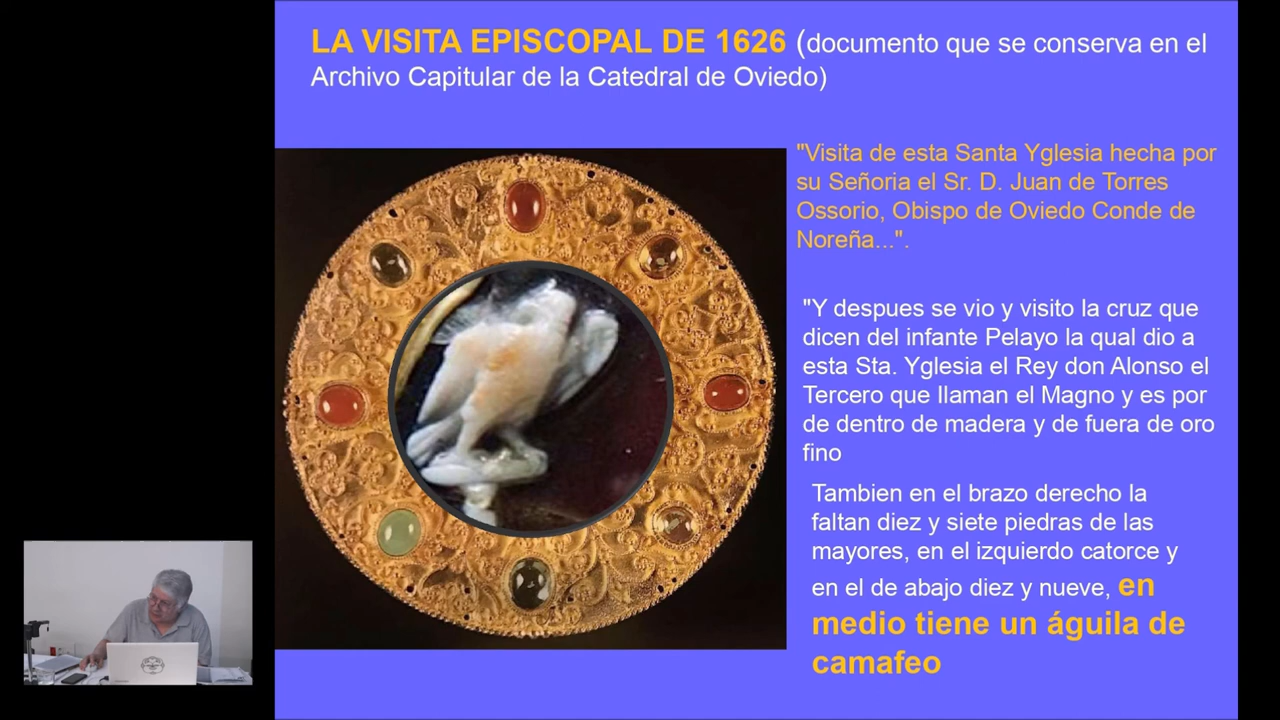 LA VISITA EPISCOPAL DE 1626 (documento que se conserva en el
Archivo Capitular de la Catedral de Oviedo)
"Visita de esta Santa Yglesia hecha por
su Señoria el Sr. D. Juan de Torres
Ossorio, Obispo de Oviedo Conde de
Noreña...".
"Y despues se vio y visito la cruz que
dicen del infante Pelayo la qual dio a
esta Sta. Yglesia el Rey don Alonso el
Tercero que llaman el Magno y es por
de dentro de madera y de fuera de oro
fino
Tambien en el brazo derecho la
faltan diez y siete piedras de las
mayores, en el izquierdo catorce y
en el de abajo diez y nueve, en
medio tiene un águila de
camafeo